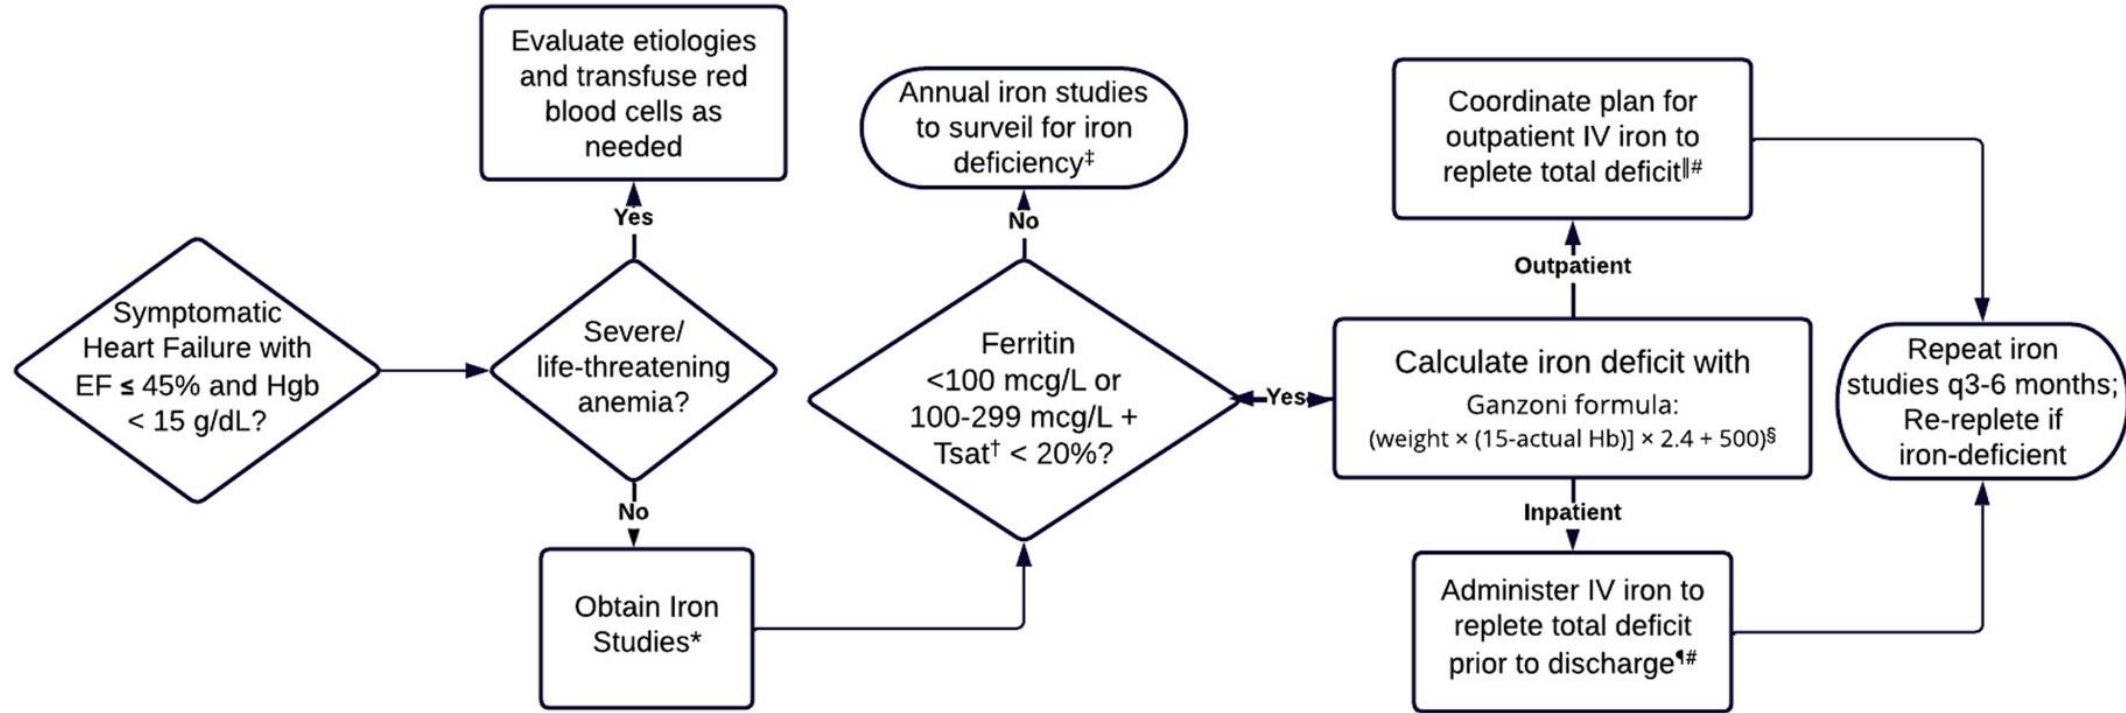 Symptomatic
Heart Failure with
EF ≤ 45% and Hgb
< 15 g/dL?
Severe/
life-threatening
anemia?
Yes
Evaluate etiologies
and transfuse red
blood cells as
needed
No
Obtain Iron
Studies*
Ferritin
<100 mcg/L or
100-299 mcg/L +
Tsat† < 20%?
No
Annual iron studies
to surveil for iron
deficiency‡
Yes
Calculate iron deficit with
Ganzoni formula:
(weight × (15-actual Hb)] × 2.4 + 500)§
Outpatient
Coordinate plan for
outpatient IV iron to
replete total deficit‖#
Inpatient
Administer IV iron to
replete total deficit
prior to discharge¶#
Repeat iron
studies q3-6 months;
Re-replete if
iron-deficient